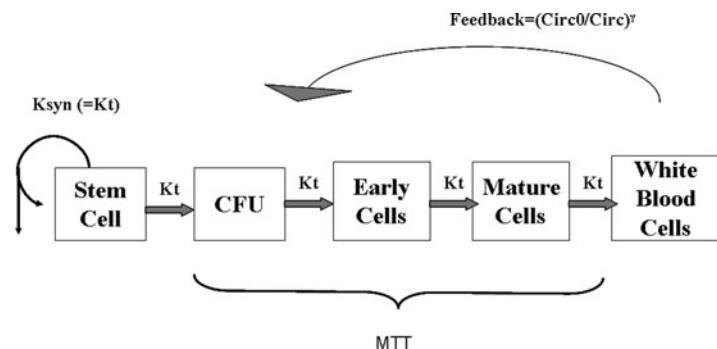 Feedback=(Circ0/Circ)ᵞ
Ksyn (=Kt)
Stem
Cell
Kt
CFU
Kt
Early
Cells
Kt
Mature
Cells
Kt
White
Blood
Cells
MTT